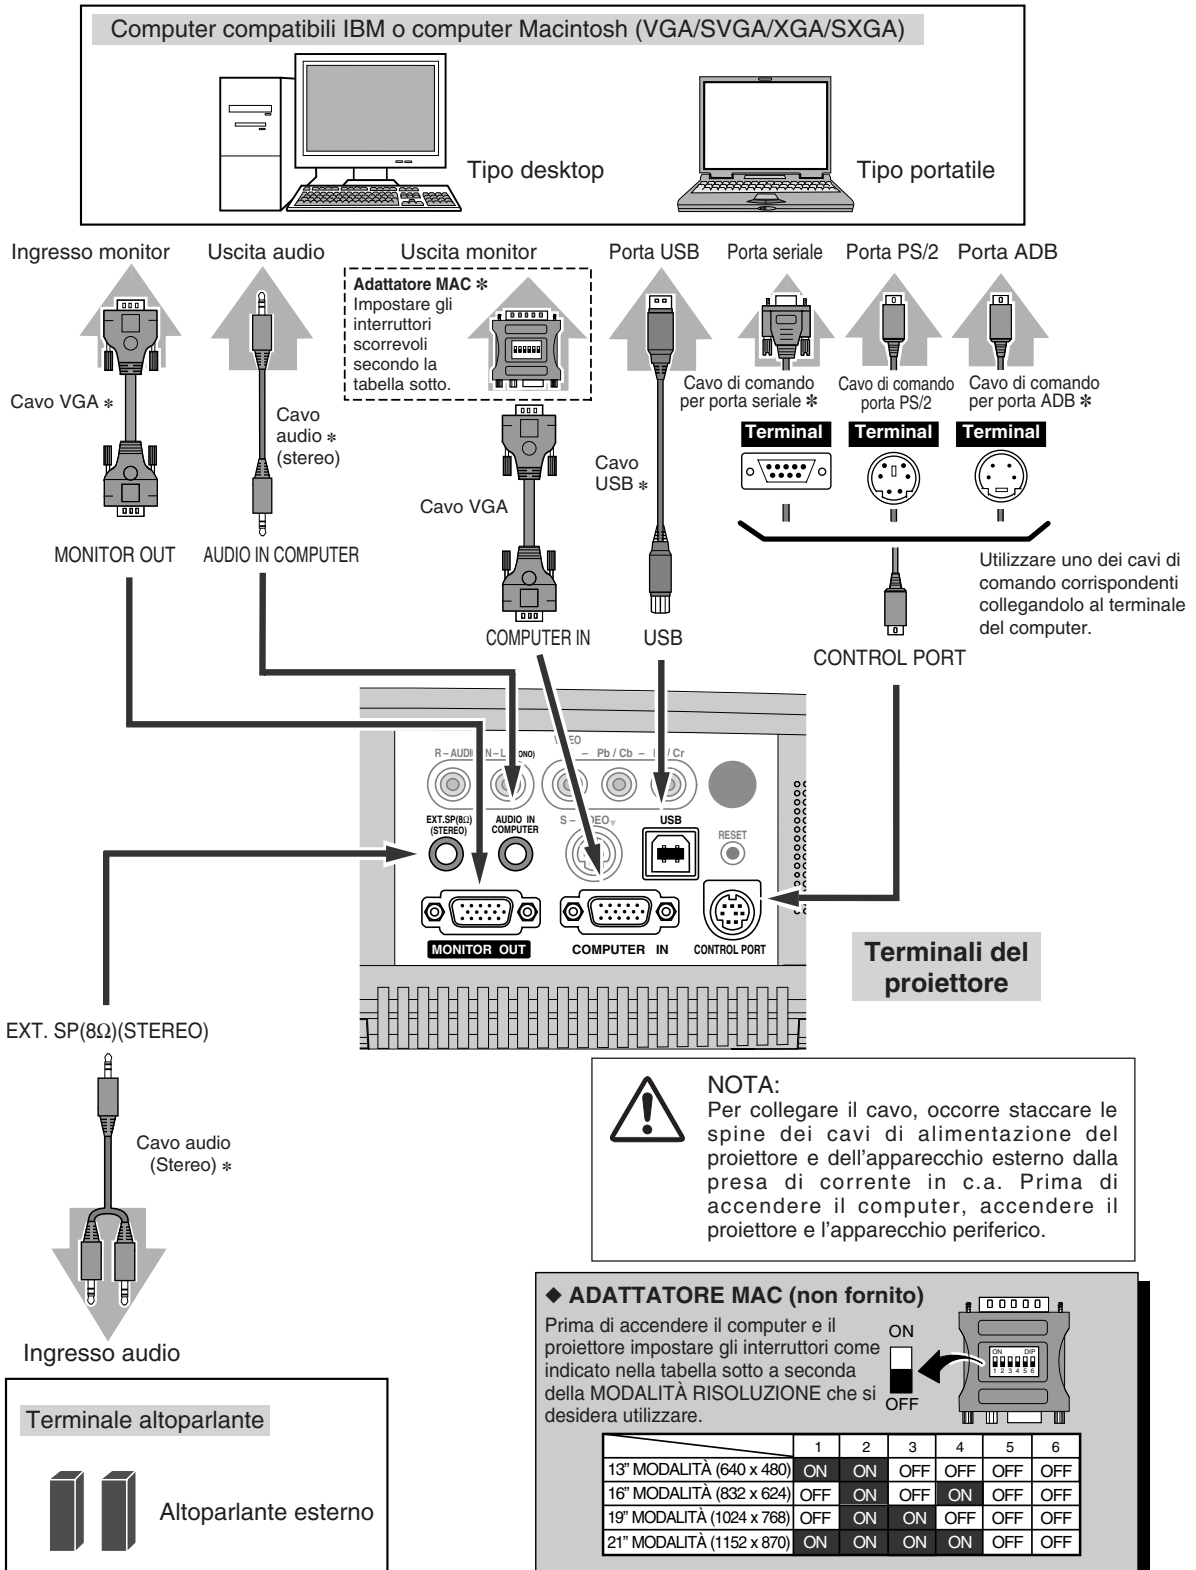 Computer compatibili IBM o computer Macintosh (VGA/SVGA/XGA/SXGA)
Tipo desktop
Tipo portatile
Ingresso monitor
Uscita audio
Uscita monitor
Porta USB
Porta seriale
Porta PS/2
Porta ADB
Adattatore MAC ✻
Impostare gli
interruttori
scorrevoli
secondo la
tabella sotto.
Cavo VGA ✻
Cavo
audio ✻
(stereo)
Cavo VGA
Cavo
USB ✻
Cavo di comando
per porta seriale ✻
Cavo di comando
porta PS/2
Cavo di comando
per porta ADB ✻
Terminal
Terminal
Terminal
MONITOR OUT
AUDIO IN COMPUTER
COMPUTER IN
USB
CONTROL PORT
Utilizzare uno dei cavi di
comando corrispondenti
collegandolo al terminale
del computer.
Pb / Cb
/ Cr
EXT.SP(8Ω)
(STEREO)
AUDIO IN
COMPUTER
USB
RESET
MONITOR OUT
COMPUTER IN
CONTROL PORT
Terminali del
proiettore
EXT. SP(8Ω)(STEREO)
Cavo audio
(Stereo) ✻
Ingresso audio
Terminale altoparlante
Altoparlante esterno
NOTA:
Per collegare il cavo, occorre staccare le
spine dei cavi di alimentazione del
proiettore e dell'apparecchio esterno dalla
presa di corrente in c.a. Prima di
accendere il computer, accendere il
proiettore e l'apparecchio periferico.
◆ ADATTATORE MAC (non fornito)
Prima di accendere il computer e il
proiettore impostare gli interruttori come
indicato nella tabella sotto a seconda
della MODALITÀ RISOLUZIONE che si
desidera utilizzare.
ON
OFF
ON DIP
1 2 3 4 5 6
1 2 3 4 5 6
13” MODALITÀ (640 x 480) ON ON OFF OFF OFF OFF
16” MODALITÀ (832 x 624) OFF ON OFF ON OFF OFF
19” MODALITÀ (1024 x 768) OFF ON ON OFF OFF OFF
21” MODALITÀ (1152 x 870) ON ON ON ON OFF OFF